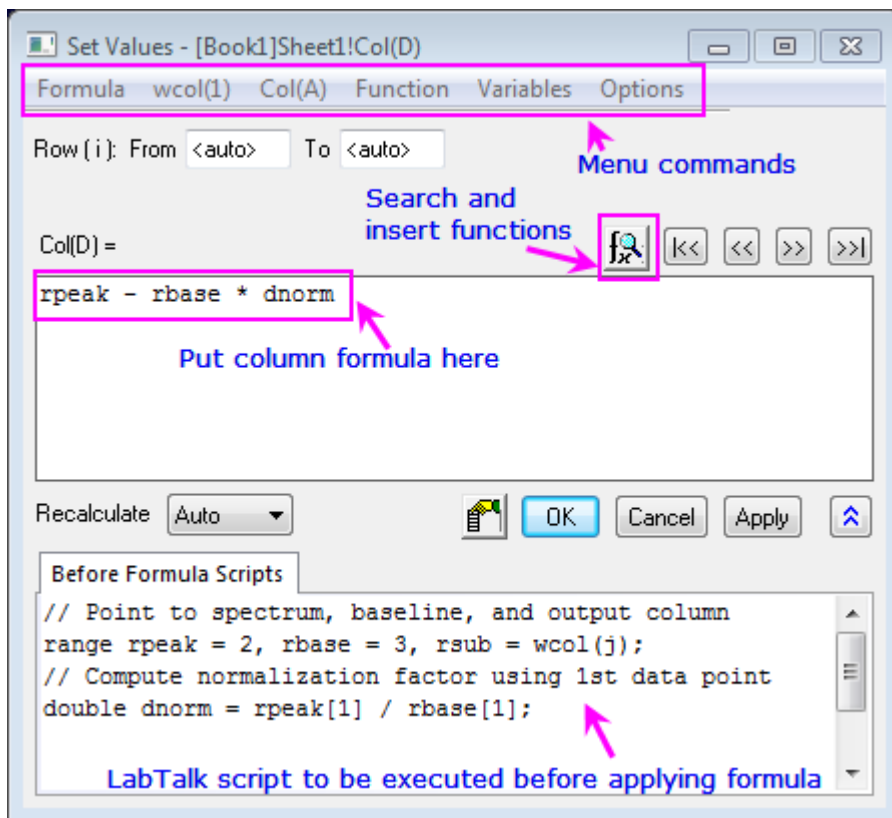 Set Values - [Book1]Sheet1!Col(D)
Formula wcol(1) Col(A) Function Variables Options
Row (i): From <auto> To <auto>
Menu commands
Search and
insert functions
Col(D) =
fx |<< << >> >>|
rpeak - rbase * dnorm
Put column formula here
Recalculate Auto OK Cancel Apply
Before Formula Scripts
// Point to spectrum, baseline, and output column
range rpeak = 2, rbase = 3, rsub = wcol(j);
// Compute normalization factor using 1st data point
double dnorm = rpeak[1] / rbase[1];
LabTalk script to be executed before applying formula